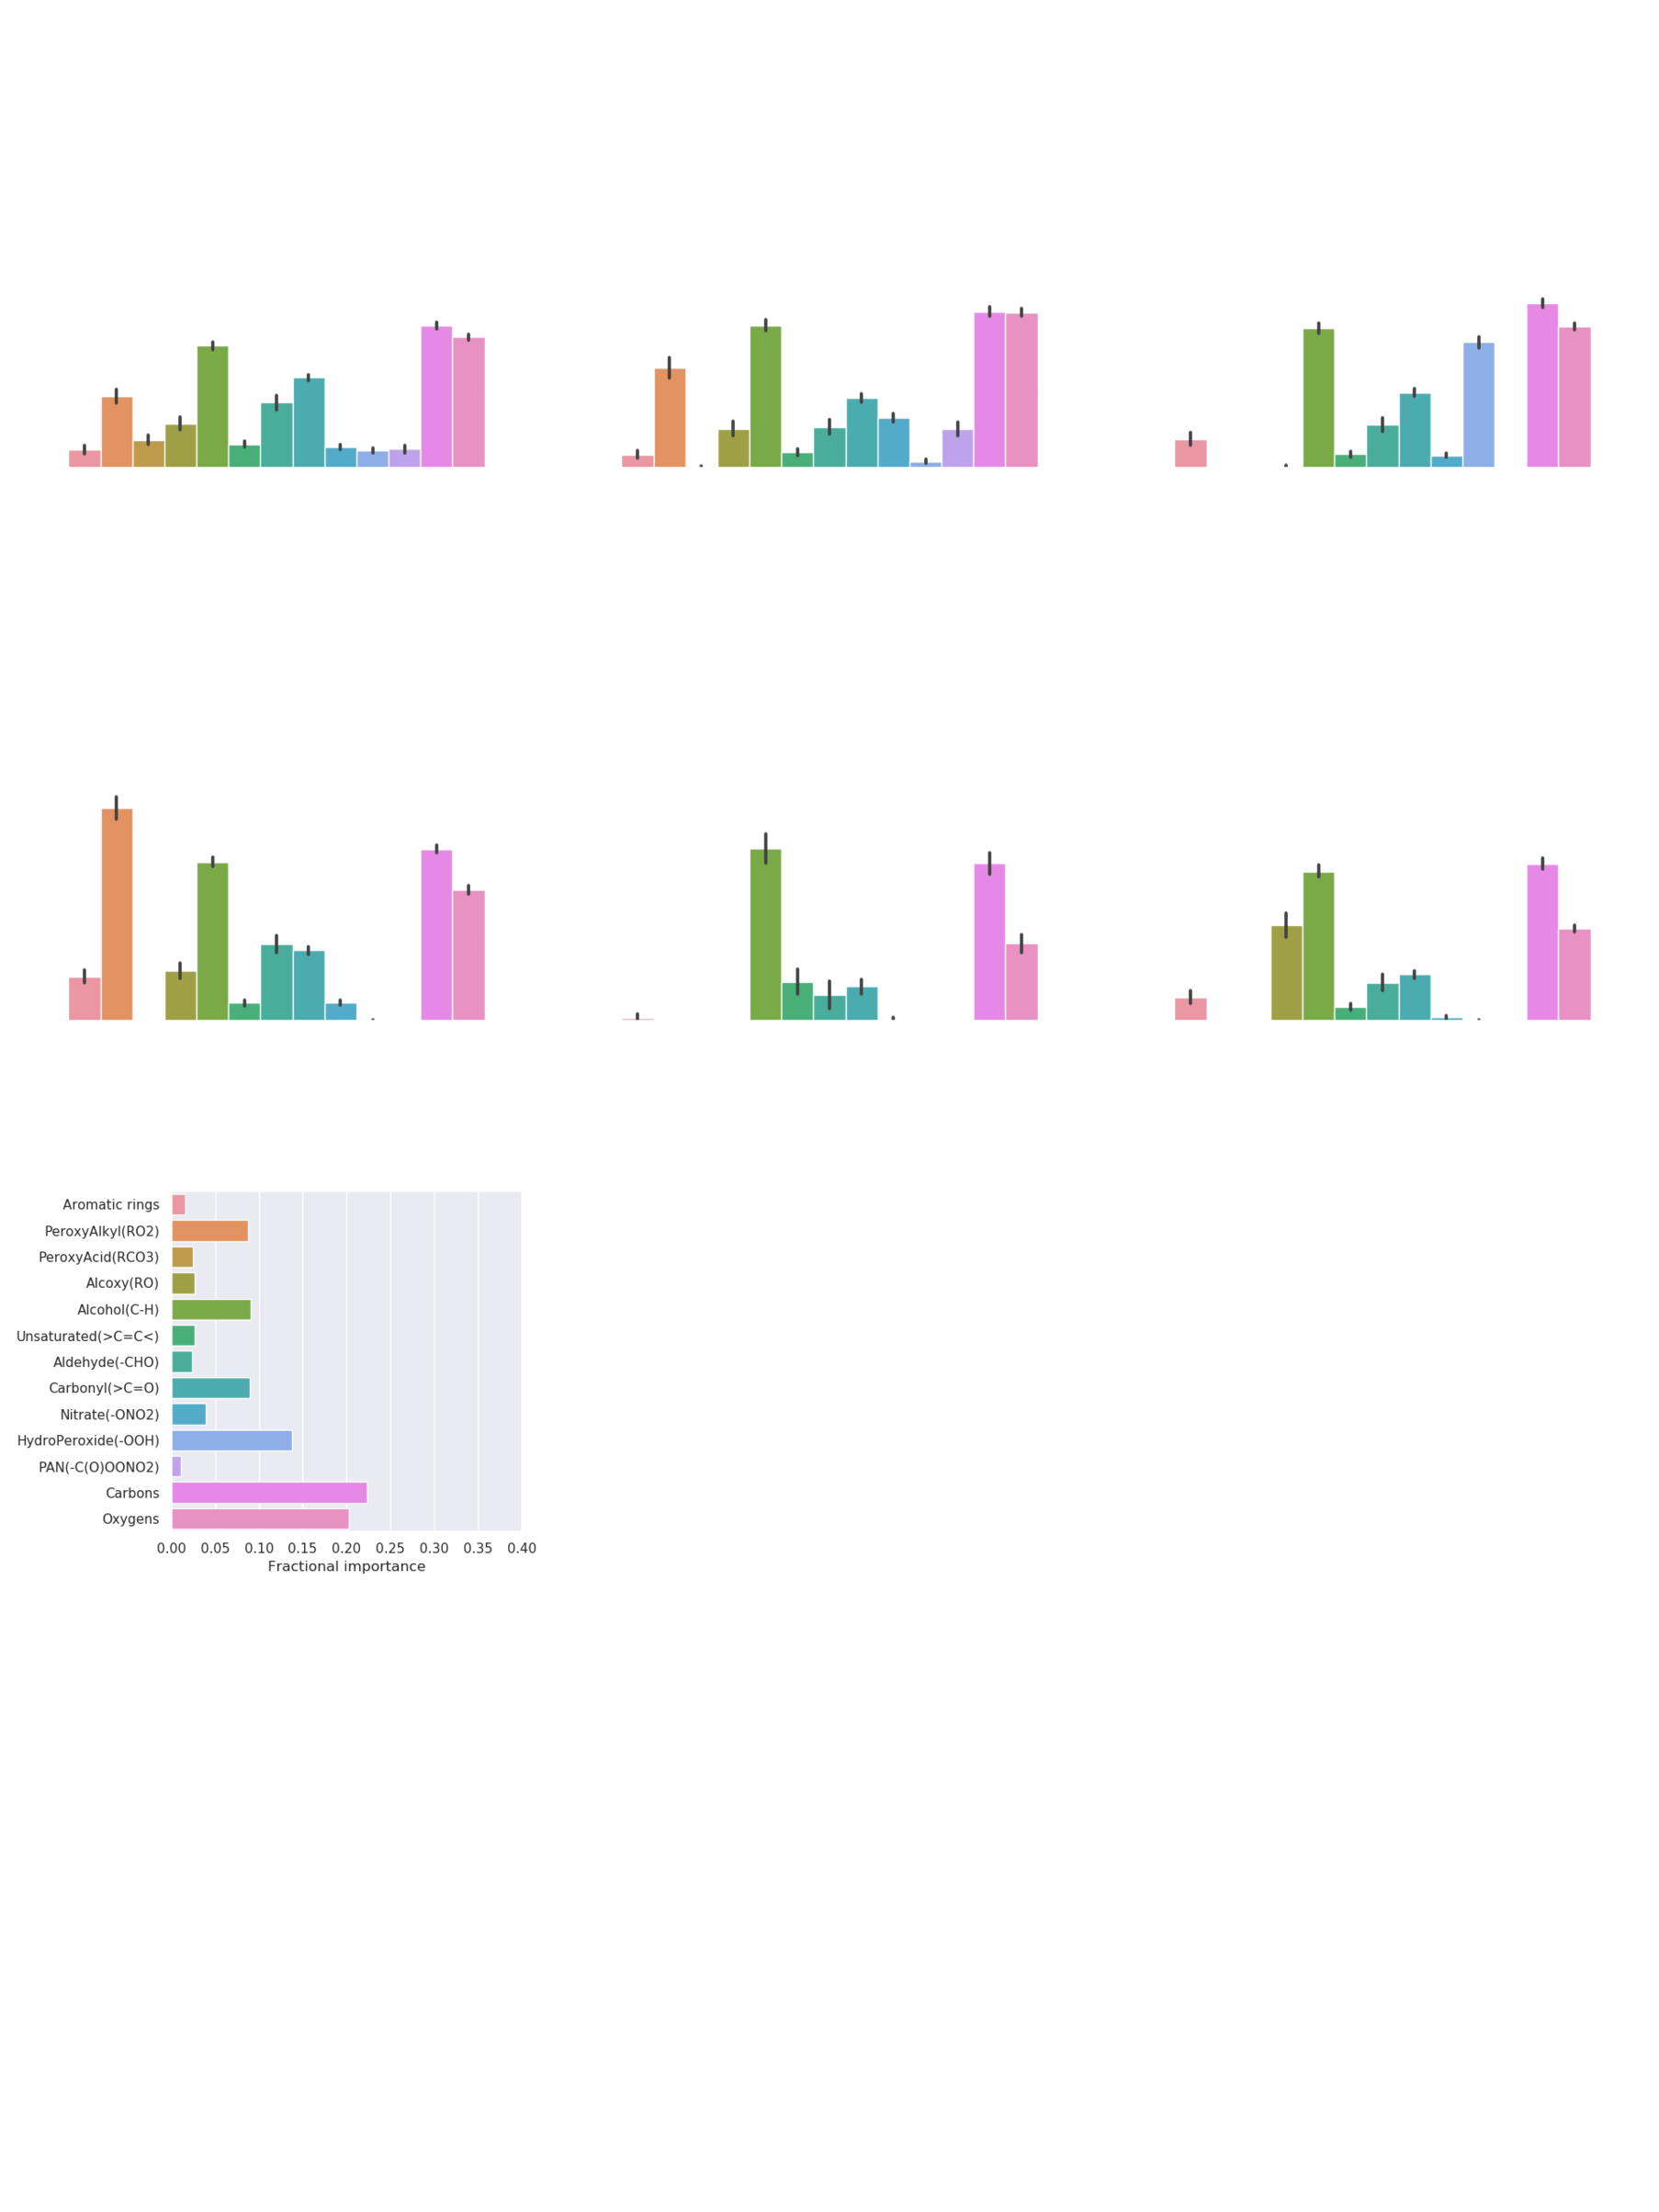 Aromatic rings
PeroxyAlkyl(RO2)
PeroxyAcid(RCO3)
Alcoxy(RO)
Alcohol(C-H)
Unsaturated(>C=C<)
Aldehyde(-CHO)
Carbonyl(>C=O)
Nitrate(-ONO2)
HydroPeroxide(-OOH)
PAN(-C(O)OONO2)
Carbons
Oxygens
0.00 0.05 0.10 0.15 0.20 0.25 0.30 0.35 0.40
Fractional importance